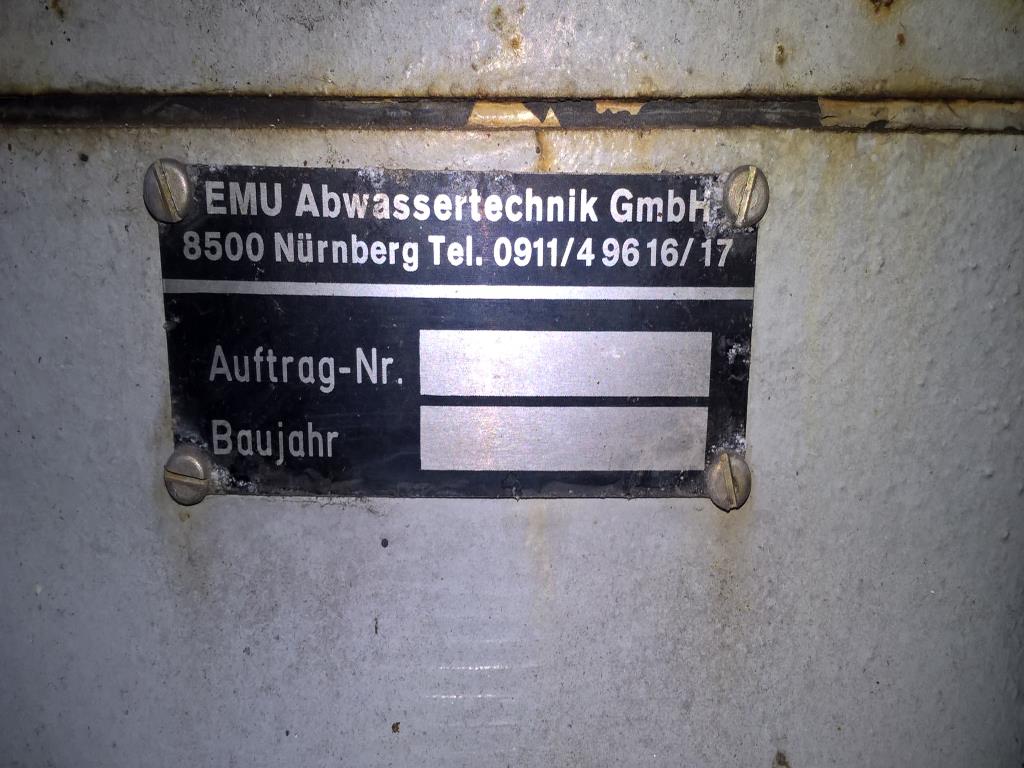 EMU Abwassertechnik GmbH
8500 Nürnberg Tel. 0911/4 96 16/17
Auftrag-Nr.
Baujahr